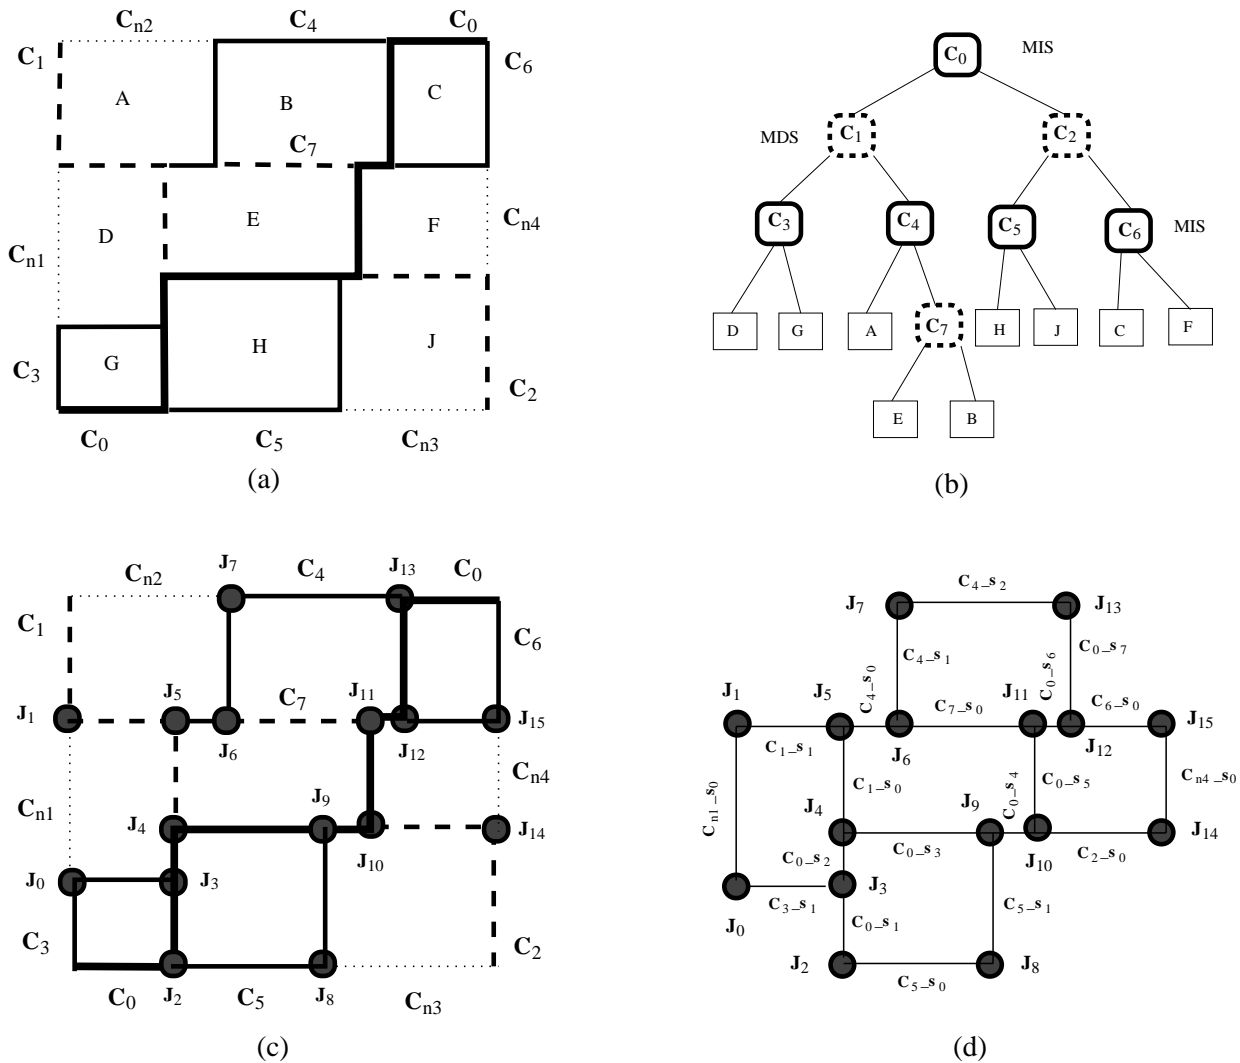 C_n2 C_4 C_0
C_1 C_6
A B C
C_7
D E F
C_n1 C_n4
G H J
C_3 C_2
C_0 C_5 C_n3
(a)
C_0 MIS
MDS C_1 C_2
C_3 C_4 C_5 C_6 MIS
D G A C_7 H J C F
E B
(b)
J_7 J_13
C_n2 C_4 C_0
C_1 C_6
J_1 J_5 C_7 J_11 J_15
J_6 J_12
C_n1 C_n4
J_4 J_9 J_14
J_10
J_0 J_3
C_3 C_2
C_0 J_2 C_5 J_8 C_n3
(c)
C_4_s_2
J_7 J_13
C_4_s_0 C_4_s_1 C_0_s_6 C_0_s_7
J_1 J_5 J_11
C_7_s_0 C_6_s_0 J_15
C_1_s_1 J_6 J_12
C_n1_s_0 C_1_s_0 C_0_s_4 C_0_s_5 C_n4_s_0
J_4 J_9 J_14
C_0_s_2 C_0_s_3 J_10 C_2_s_0
J_3
C_3_s_1
J_0 C_0_s_1 C_5_s_1
J_2 J_8
C_5_s_0
(d)